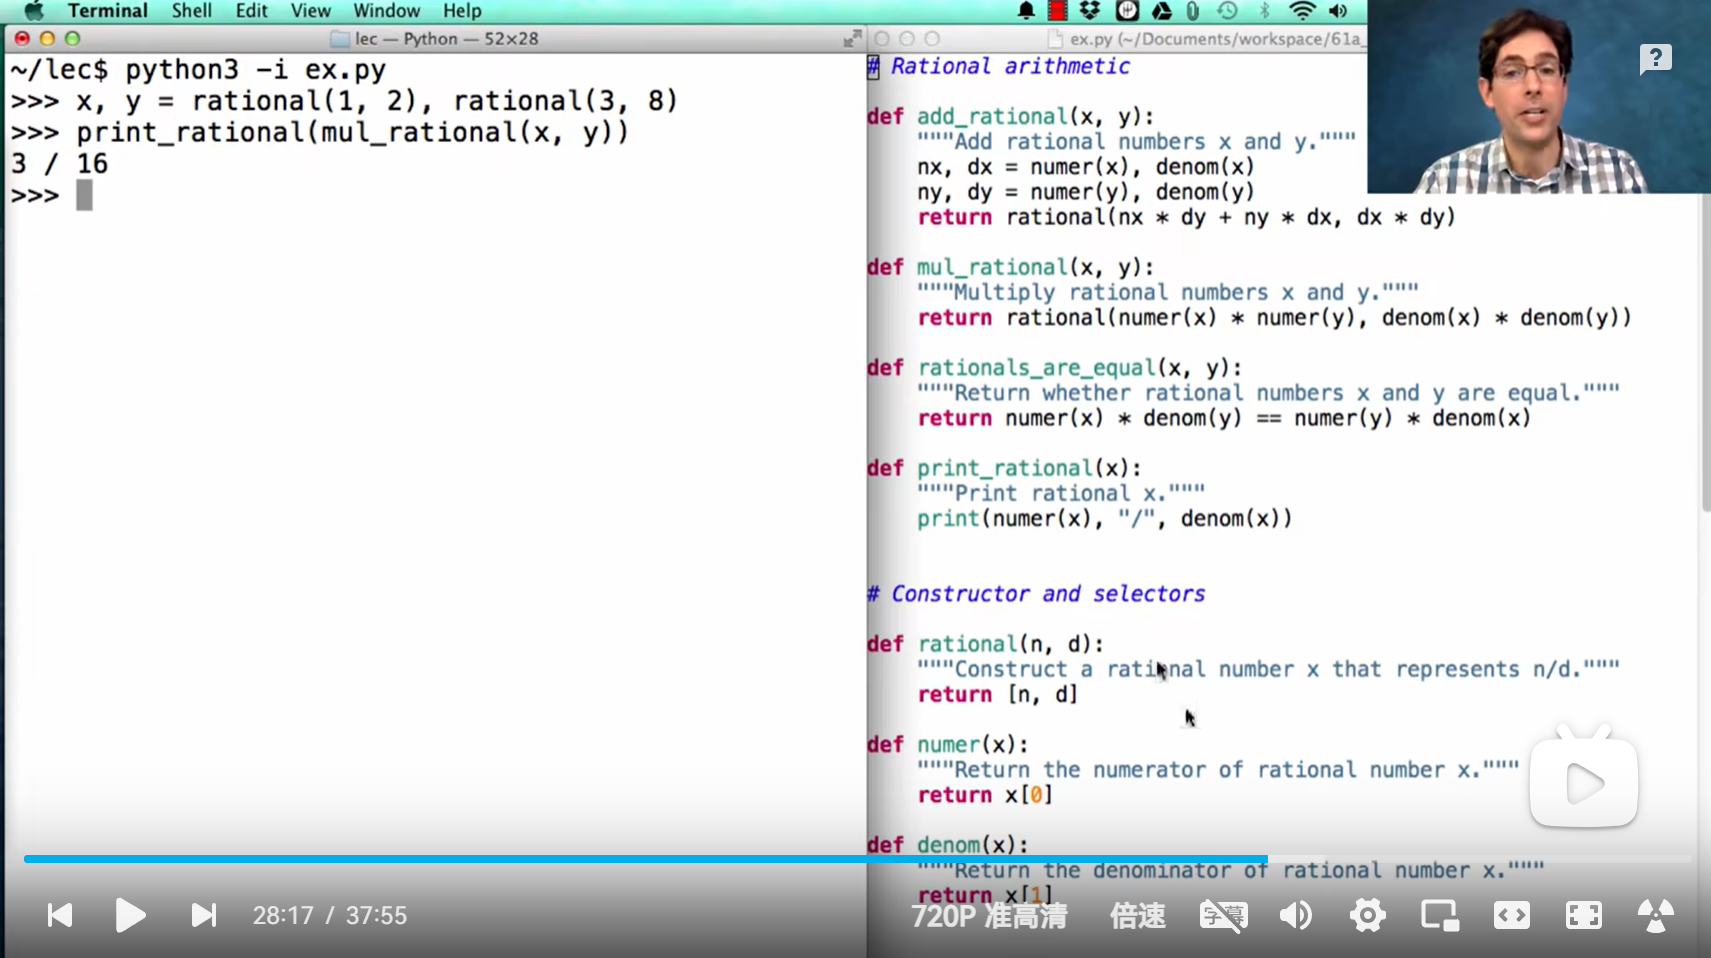 Terminal Shell Edit View Window Help
lec — Python — 52×28
~/lec$ python3 -i ex.py
>>> x, y = rational(1, 2), rational(3, 8)
>>> print_rational(mul_rational(x, y))
3 / 16
>>>
ex.py (~/Documents/workspace/61a_
# Rational arithmetic
def add_rational(x, y):
"""Add rational numbers x and y."""
nx, dx = numer(x), denom(x)
ny, dy = numer(y), denom(y)
return rational(nx * dy + ny * dx, dx * dy)
def mul_rational(x, y):
"""Multiply rational numbers x and y."""
return rational(numer(x) * numer(y), denom(x) * denom(y))
def rationals_are_equal(x, y):
"""Return whether rational numbers x and y are equal."""
return numer(x) * denom(y) == numer(y) * denom(x)
def print_rational(x):
"""Print rational x."""
print(numer(x), "/", denom(x))
# Constructor and selectors
def rational(n, d):
"""Construct a rational number x that represents n/d."""
return [n, d]
def numer(x):
"""Return the numerator of rational number x."""
return x[0]
def denom(x):
"""Return the denominator of rational number x."""
return x[1]
28:17 / 37:55
720P 准高清 倍速 字幕